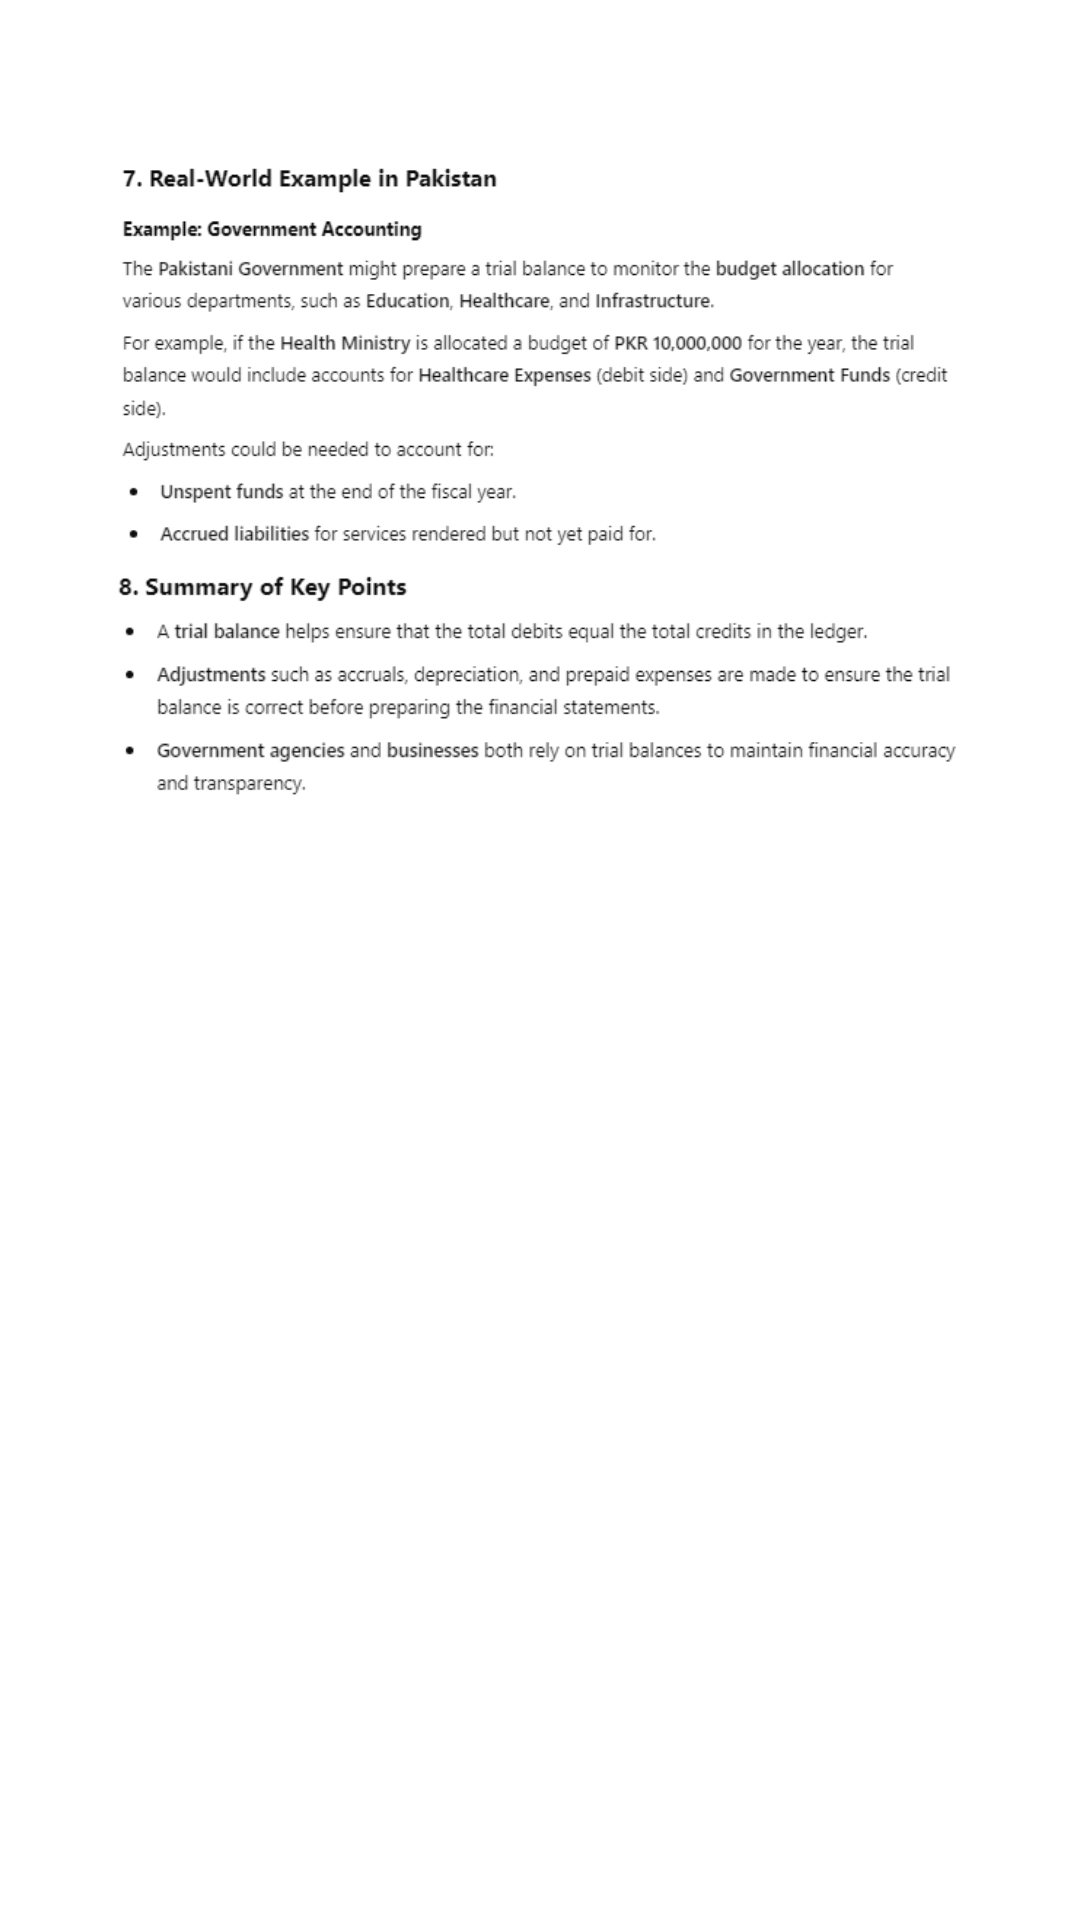 7. Real-World Example in Pakistan
Example: Government Accounting
The Pakistani Government might prepare a trial balance to monitor the budget allocation for
various departments, such as Education, Healthcare, and Infrastructure.
For example, if the Health Ministry is allocated a budget of PKR 10,000,000 for the year, the trial
balance would include accounts for Healthcare Expenses (debit side) and Government Funds (credit
side).
Adjustments could be needed to account for:
• Unspent funds at the end of the fiscal year.
• Accrued liabilities for services rendered but not yet paid for.
8. Summary of Key Points
• A trial balance helps ensure that the total debits equal the total credits in the ledger.
• Adjustments such as accruals, depreciation, and prepaid expenses are made to ensure the trial
balance is correct before preparing the financial statements.
• Government agencies and businesses both rely on trial balances to maintain financial accuracy
and transparency.